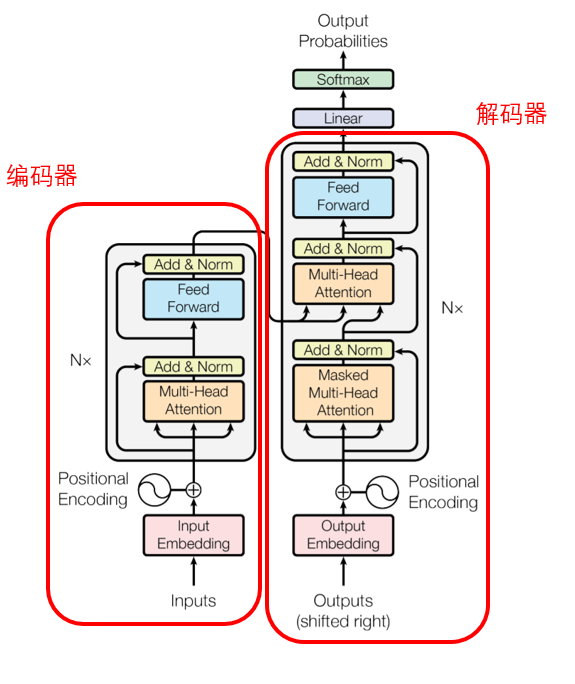 Output
Probabilities
Softmax
Linear
解码器
Add & Norm
Feed
Forward
Add & Norm
Multi-Head
Attention
N×
Add & Norm
Masked
Multi-Head
Attention
Positional
Encoding
Output
Embedding
Outputs
(shifted right)
编码器
Add & Norm
Feed
Forward
N×
Add & Norm
Multi-Head
Attention
Positional
Encoding
Input
Embedding
Inputs